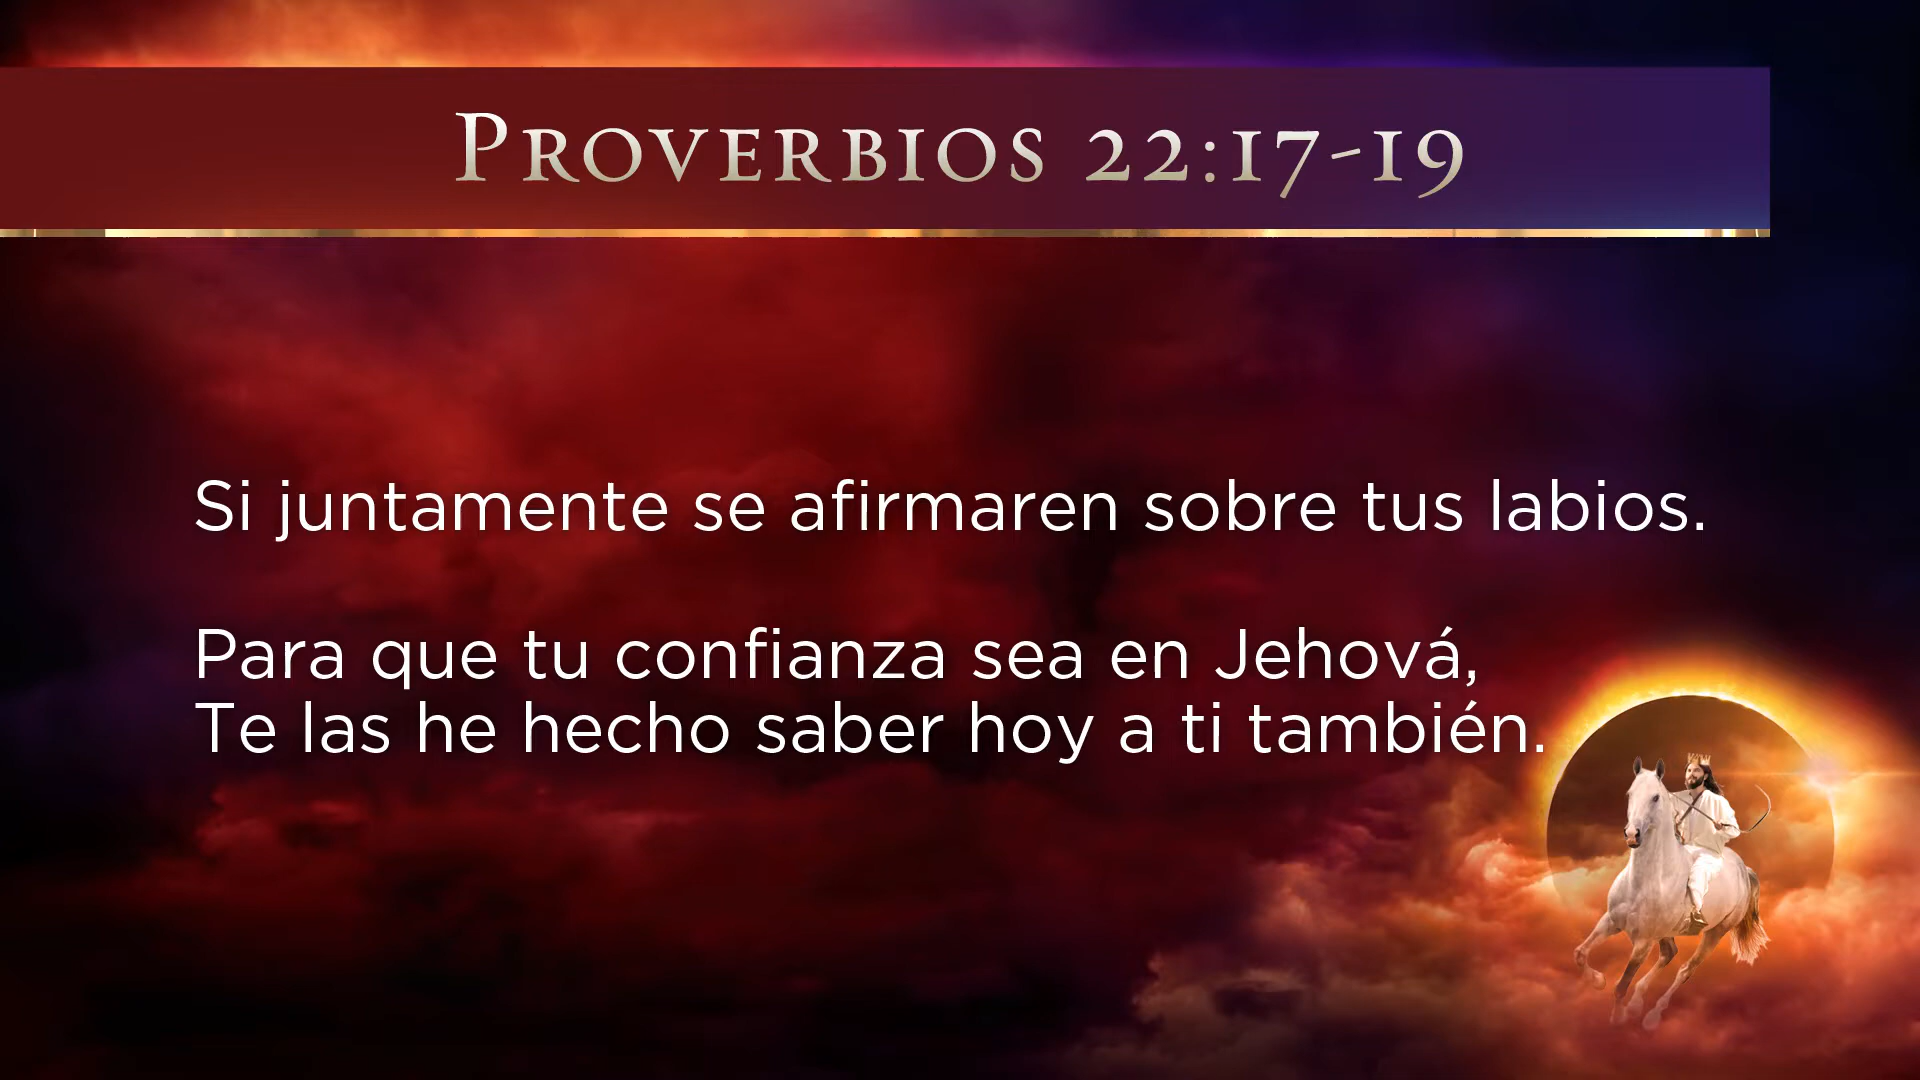 Proverbios 22:17-19
Si juntamente se afirmaren sobre tus labios.
Para que tu confianza sea en Jehová,
Te las he hecho saber hoy a ti también.